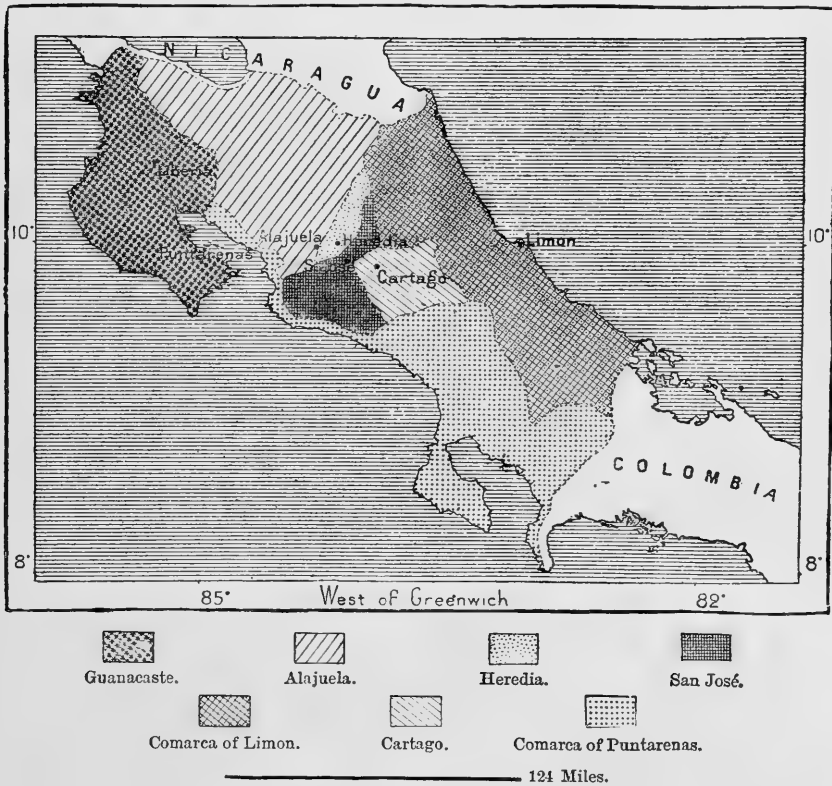 NICARAGUA
Liberia
10° 10°
Alajuela Heredia Limon
Puntarenas
Cartago
COLOMBIA
8° 8°
85° West of Greenwich 82°
Guanacaste. Alajuela. Heredia. San José.
Comarca of Limon. Cartago. Comarca of Puntarenas.
124 Miles.